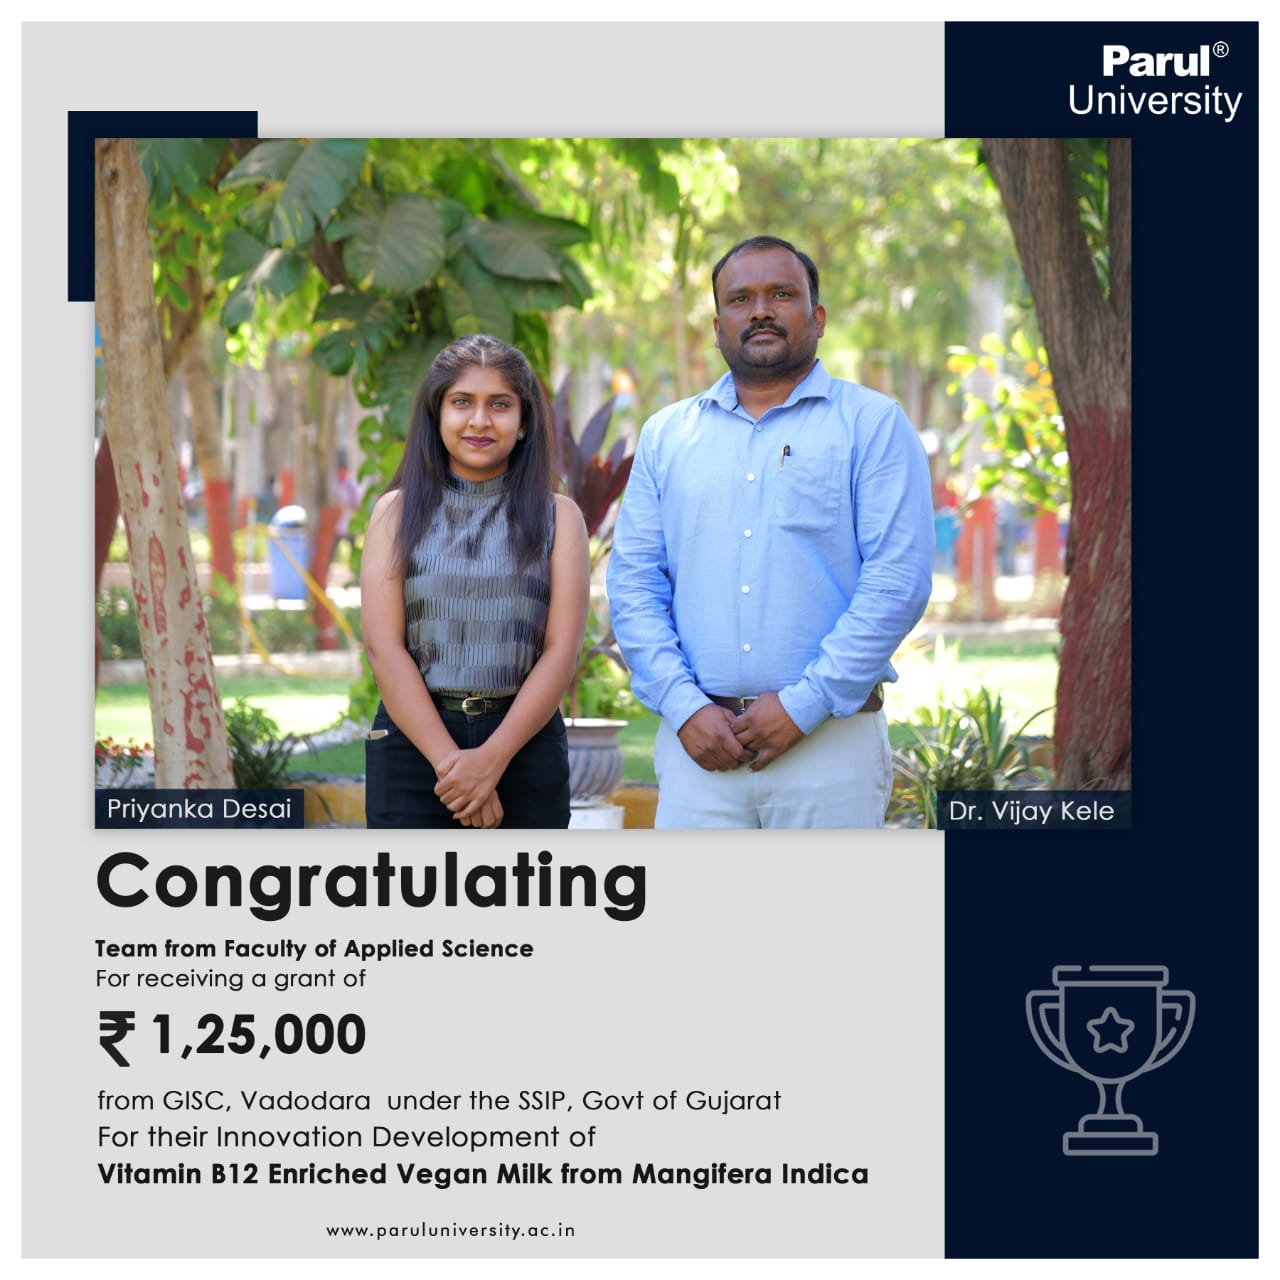 Parul®
University
Priyanka Desai
Dr. Vijay Kele
Congratulating
Team from Faculty of Applied Science
For receiving a grant of
₹ 1,25,000
from GISC, Vadodara under the SSIP, Govt of Gujarat
For their Innovation Development of
Vitamin B12 Enriched Vegan Milk from Mangifera Indica
www.paruluniversity.ac.in